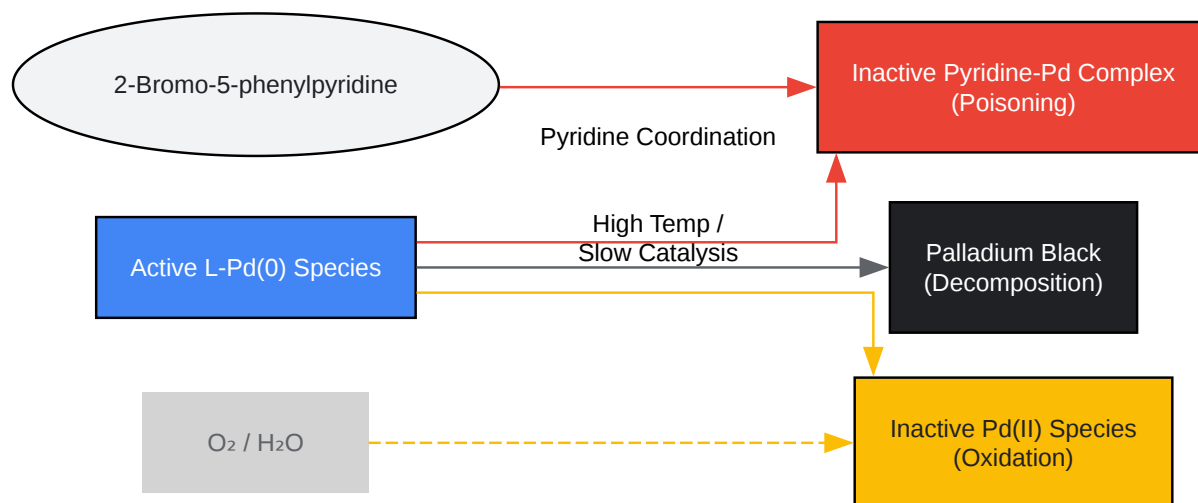 2-Bromo-5-phenylpyridine
Inactive Pyridine-Pd Complex
(Poisoning)
Pyridine Coordination
High Temp /
Slow Catalysis
Active L-Pd(0) Species
Palladium Black
(Decomposition)
O₂ / H₂O
Inactive Pd(II) Species
(Oxidation)